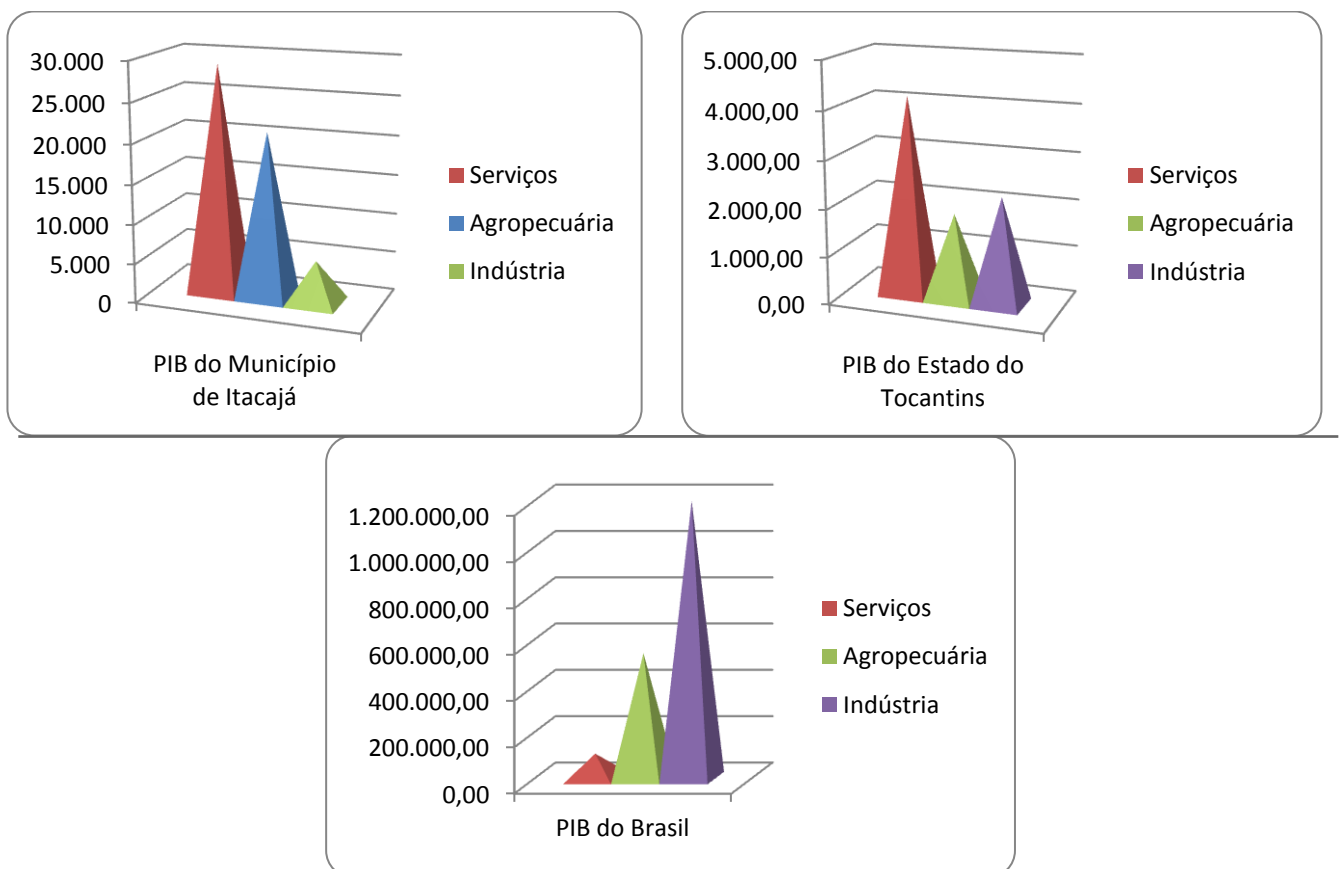 30.000
25.000
20.000
15.000
10.000
5.000
0
Serviços
Agropecuária
Indústria
PIB do Município
de Itacajá
5.000,00
4.000,00
3.000,00
2.000,00
1.000,00
0,00
Serviços
Agropecuária
Indústria
PIB do Estado do
Tocantins
1.200.000,00
1.000.000,00
800.000,00
600.000,00
400.000,00
200.000,00
0,00
Serviços
Agropecuária
Indústria
PIB do Brasil